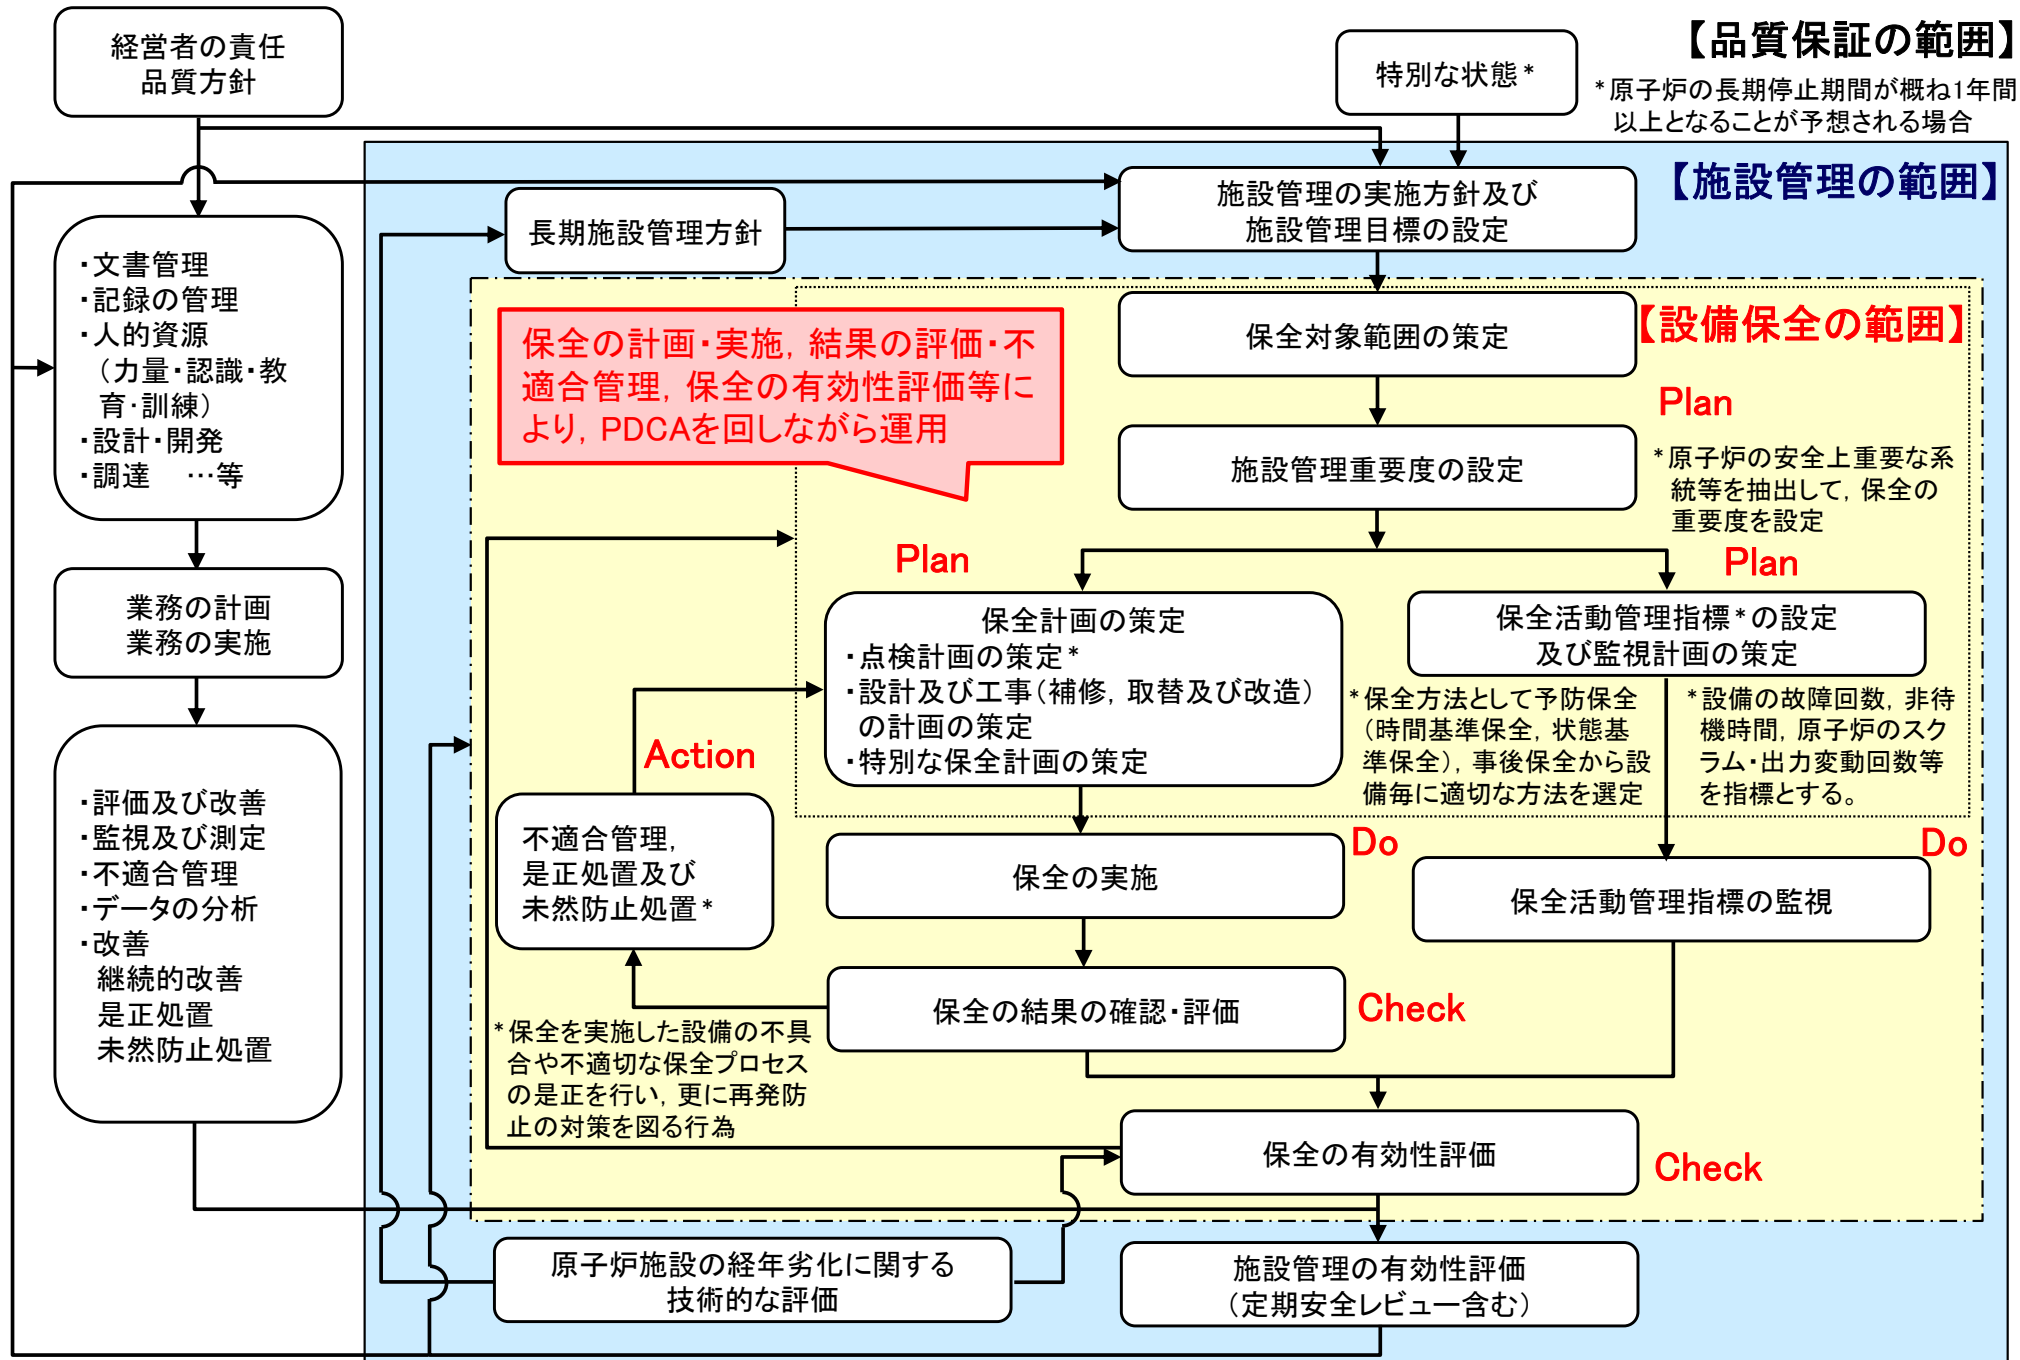 経営者の責任
品質方針
特別な状態*
【品質保証の範囲】
*原子炉の長期停止期間が概ね1年間
以上となることが予想される場合
【施設管理の範囲】
施設管理の実施方針及び
施設管理目標の設定
長期施設管理方針
・文書管理
・記録の管理
・人的資源
（力量・認識・教
育・訓練）
・設計・開発
・調達　…等
保全の計画・実施，結果の評価・不
適合管理，保全の有効性評価等に
より，PDCAを回しながら運用
保全対象範囲の策定
【設備保全の範囲】
Plan
施設管理重要度の設定
*原子炉の安全上重要な系
統等を抽出して，保全の
重要度を設定
Plan
Plan
業務の計画
業務の実施
保全計画の策定
・点検計画の策定*
・設計及び工事（補修，取替及び改造）
の計画の策定
・特別な保全計画の策定
保全活動管理指標*の設定
及び監視計画の策定
*保全方法として予防保全
（時間基準保全，状態基
準保全），事後保全から設
備毎に適切な方法を選定
*設備の故障回数，非待
機時間，原子炉のスク
ラム・出力変動回数等
を指標とする。
Action
・評価及び改善
・監視及び測定
・不適合管理
・データの分析
・改善
継続的改善
是正処置
未然防止処置
不適合管理，
是正処置及び
未然防止処置*
Do
Do
保全の実施
保全活動管理指標の監視
保全の結果の確認・評価
Check
*保全を実施した設備の不具
合や不適切な保全プロセス
の是正を行い，更に再発防
止の対策を図る行為
保全の有効性評価
Check
原子炉施設の経年劣化に関する
技術的な評価
施設管理の有効性評価
（定期安全レビュー含む）